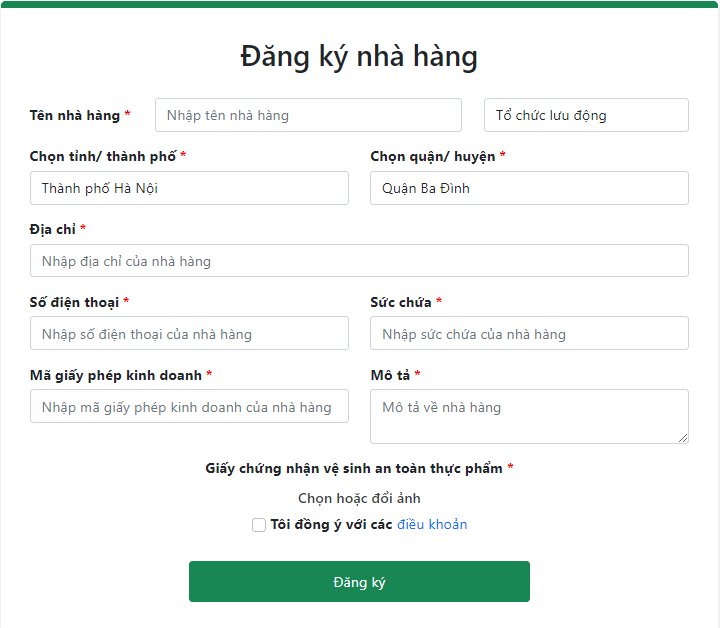 Đăng ký nhà hàng
Tên nhà hàng * Nhập tên nhà hàng Tổ chức lưu động
Chọn tỉnh/ thành phố * Chọn quận/ huyện *
Thành phố Hà Nội Quận Ba Đình
Địa chỉ *
Nhập địa chỉ của nhà hàng
Số điện thoại * Sức chứa *
Nhập số điện thoại của nhà hàng Nhập sức chứa của nhà hàng
Mã giấy phép kinh doanh * Mô tả *
Nhập mã giấy phép kinh doanh của nhà hàng Mô tả về nhà hàng
Giấy chứng nhận vệ sinh an toàn thực phẩm *
Chọn hoặc đổi ảnh
Tôi đồng ý với các điều khoản
Đăng ký